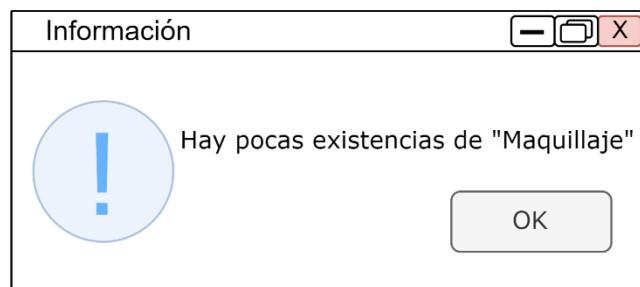 Información
X
Hay pocas existencias de "Maquillaje"
OK